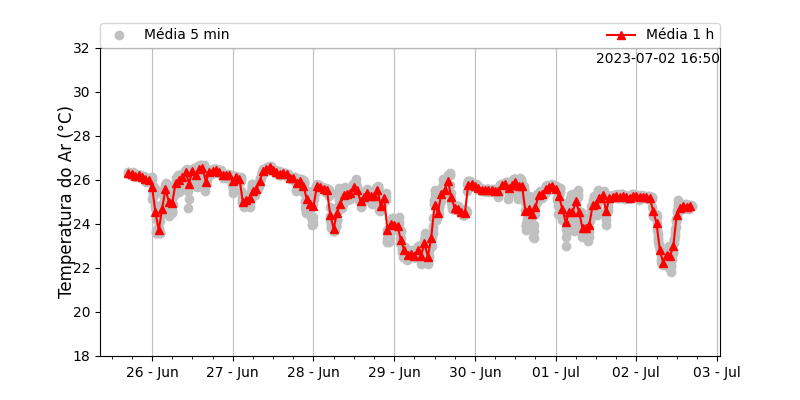 Média 5 min
Média 1 h
2023-07-02 16:50
Temperatura do Ar (°C)
32
30
28
26
24
22
20
18
26 - Jun
27 - Jun
28 - Jun
29 - Jun
30 - Jun
01 - Jul
02 - Jul
03 - Jul